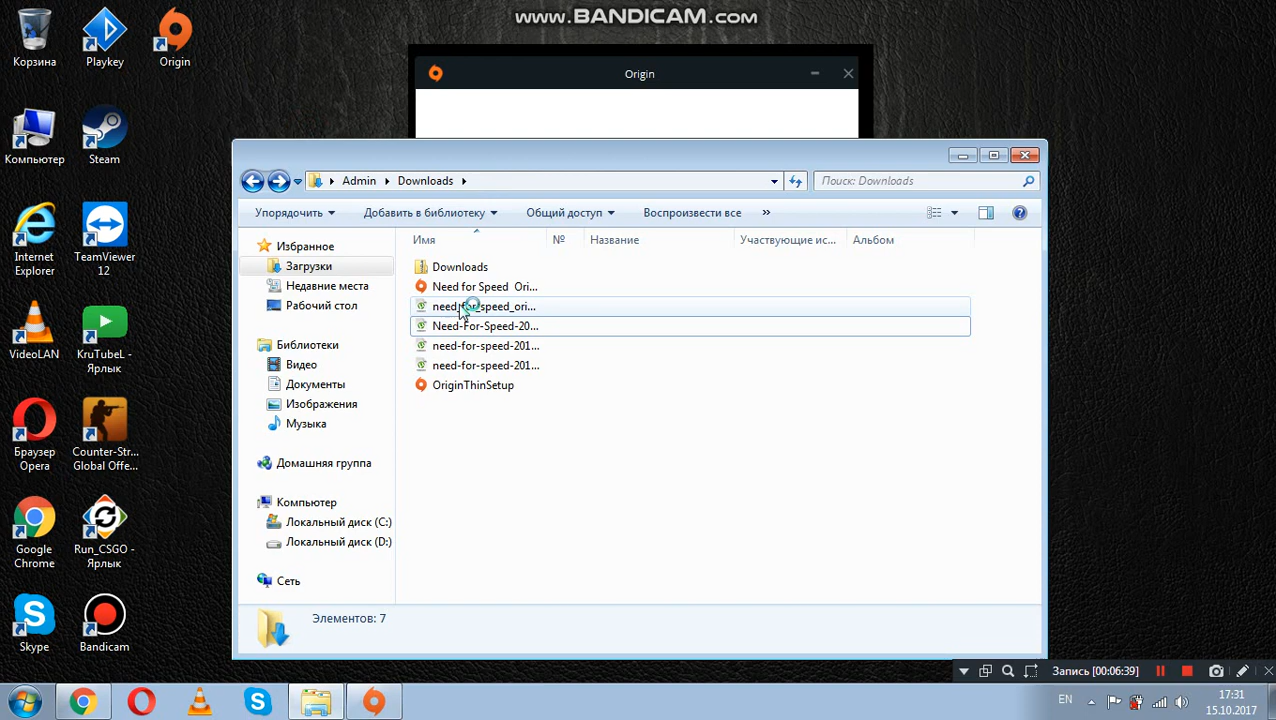 www.BANDICAM.com
Корзина
Playkey
Origin
Origin
Компьютер
Steam
Admin
Downloads
Поиск: Downloads
Упорядочить
Добавить в библиотеку
Общий доступ
Воспроизвести все
»
Internet
Explorer
TeamViewer
12
Избранное
Загрузки
Недавние места
Рабочий стол
Имя
№
Название
Участвующие ис...
Альбом
Downloads
Need for Speed Ori...
need_for_speed_ori...
Need-For-Speed-20...
need-for-speed-201...
need-for-speed-201...
OriginThinSetup
VideoLAN
KruTubeL -
Ярлык
Библиотеки
Видео
Документы
Изображения
Музыка
Браузер
Opera
Counter-Str...
Global Offe...
Домашняя группа
Компьютер
Локальный диск (C:)
Локальный диск (D:)
Google
Chrome
Run_CSGO -
Ярлык
Сеть
Элементов: 7
Skype
Bandicam
Запись [00:06:39]
EN
17:31
15.10.2017